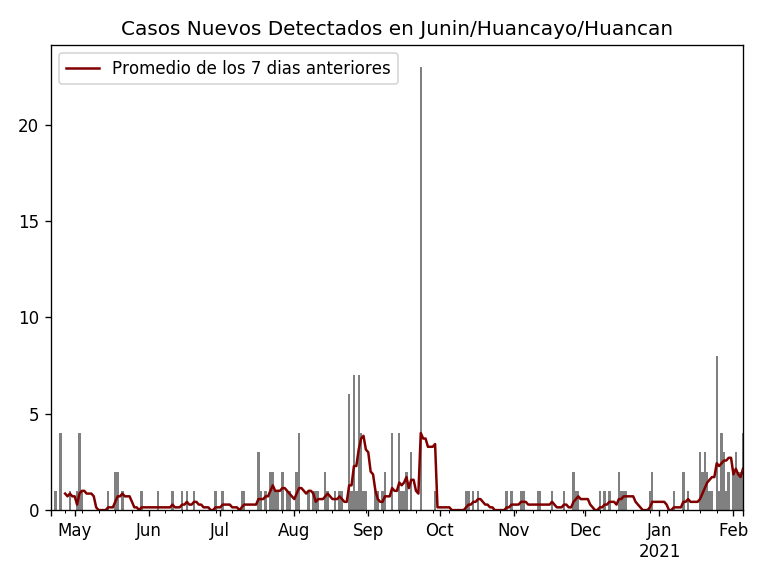 Casos Nuevos Detectados en Junin/Huancayo/Huancan
Promedio de los 7 dias anteriores
20
15
10
5
0
May Jun Jul Aug Sep Oct Nov Dec Jan Feb
2021